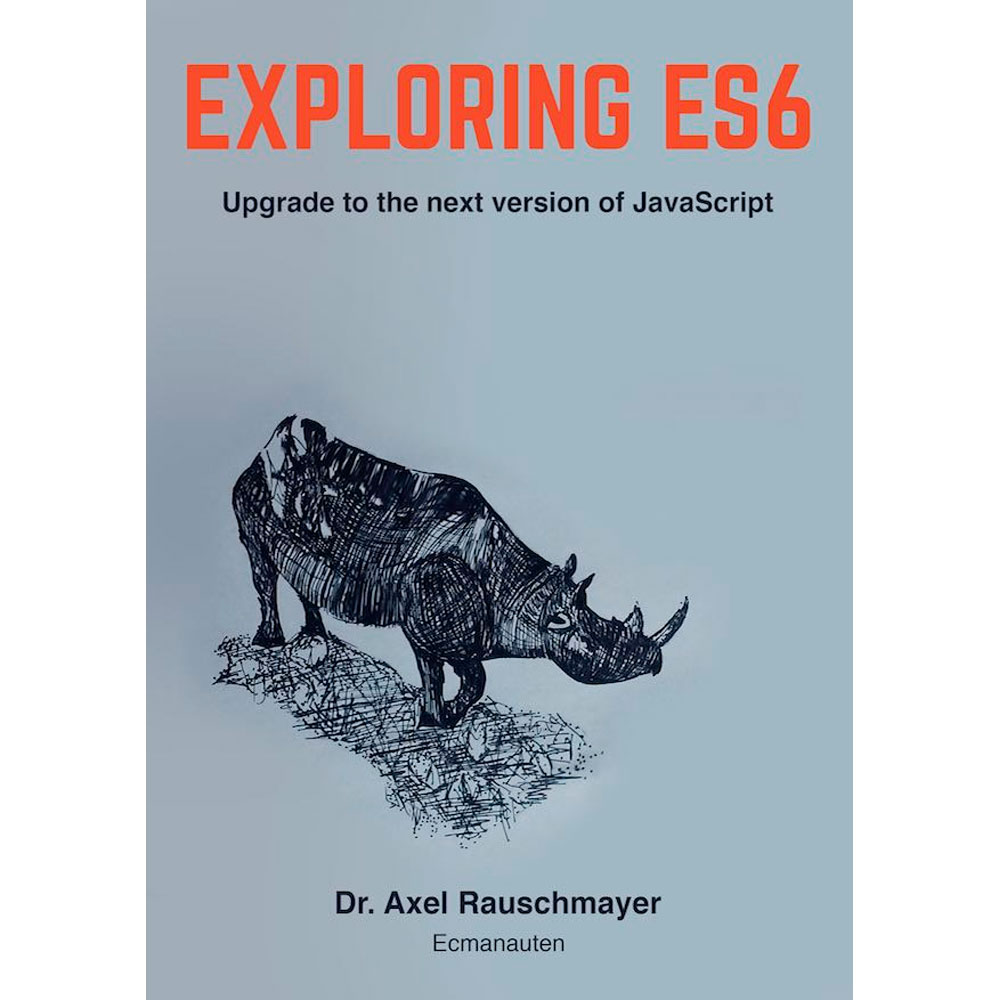 EXPLORING ES6
Upgrade to the next version of JavaScript
Dr. Axel Rauschmayer
Ecmanauten